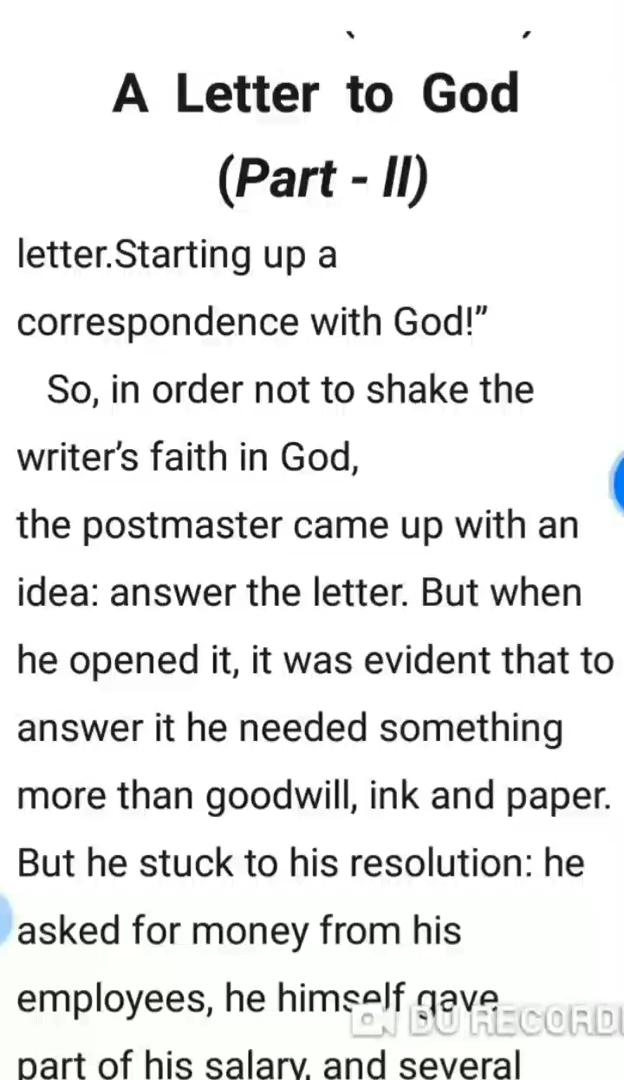 A Letter to God
(Part - II)
letter.Starting up a
correspondence with God!”
So, in order not to shake the
writer’s faith in God,
the postmaster came up with an
idea: answer the letter. But when
he opened it, it was evident that to
answer it he needed something
more than goodwill, ink and paper.
But he stuck to his resolution: he
asked for money from his
employees, he himself gave
DU RECORD
part of his salary, and several